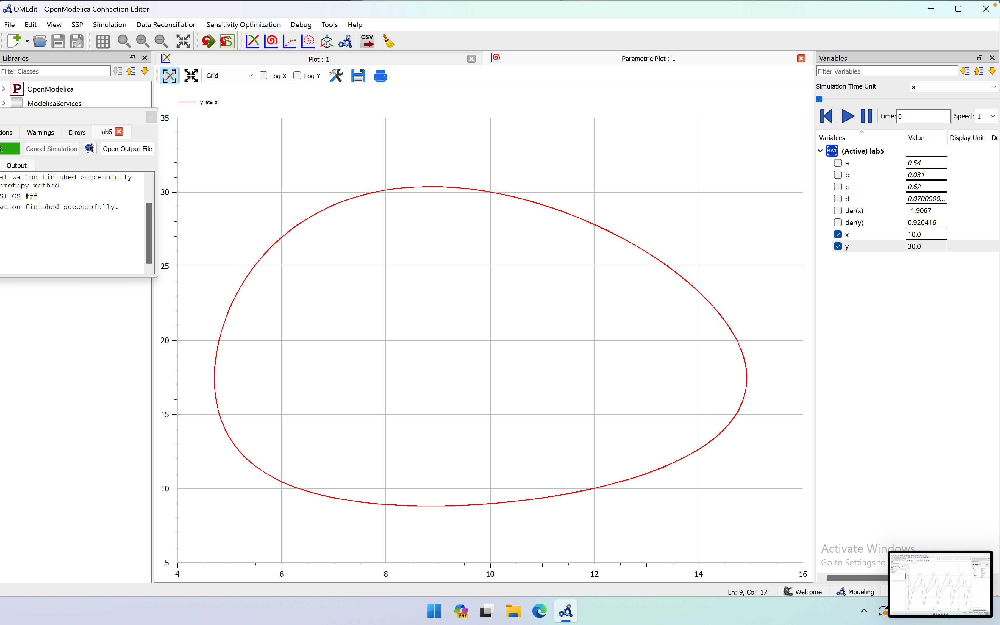 OMEdit - OpenModelica Connection Editor
File Edit View SSP Simulation Data Reconciliation Sensitivity Optimization Debug Tools Help
CSV
Libraries
Filter Classes
P OpenModelica
ModelicaServices
ions Warnings Errors lab5
% Cancel Simulation Open Output File
Output
alization finished successfully
omotopy method.
STICS ###
ation finished successfully.
Plot : 1
Parametric Plot : 1
Grid Log X Log Y
y vs x
35
30
25
20
15
10
5
4 6 8 10 12 14 16
Variables
Filter Variables
Simulation Time Unit s
Time: 0 Speed: 1
Variables Value Display Unit De
MAT (Active) lab5
a 0.54
b 0.031
c 0.62
d 0.0700000...
der(x) -1.9067
der(y) 0.920416
x 10.0
y 30.0
Activate Windows
Go to Settings to
Ln: 9, Col: 17 Welcome Modeling
PRE